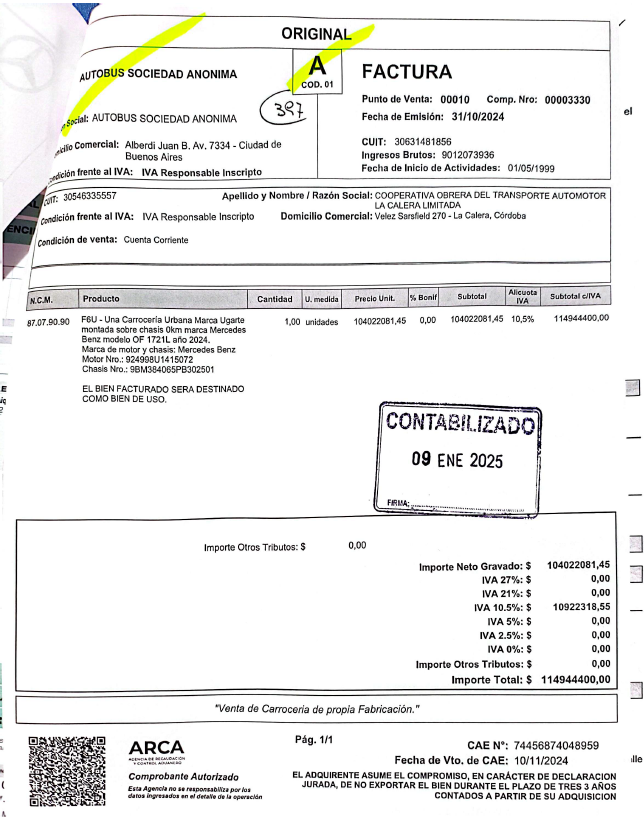 ORIGINAL
AUTOBUS SOCIEDAD ANONIMA
A
COD. 01
FACTURA
397
Punto de Venta: 00010 Comp. Nro: 00003330
Fecha de Emisión: 31/10/2024
Social: AUTOBUS SOCIEDAD ANONIMA
Comercial: Alberdi Juan B. Av. 7334 - Ciudad de
Buenos Aires
Condición frente al IVA: IVA Responsable Inscripto
CUIT: 30631481856
Ingresos Brutos: 9012073936
Fecha de Inicio de Actividades: 01/05/1999
CUIT: 30546335557
Apellido y Nombre / Razón Social: COOPERATIVA OBRERA DEL TRANSPORTE AUTOMOTOR
LA CALERA LIMITADA
Condición frente al IVA: IVA Responsable Inscripto
Domicilio Comercial: Velez Sarsfield 270 - La Calera, Córdoba
Condición de venta: Cuenta Corriente
N.C.M. Producto Cantidad U. medida Precio Unit. % Bonif Subtotal Alicuota IVA Subtotal c/IVA
87.07.90.90 F6U - Una Carrocería Urbana Marca Ugarte 1,00 unidades 104022081,45 0,00 104022081,45 10,5% 114944400,00
montada sobre chasis 0km marca Mercedes
Benz modelo OF 1721L año 2024.
Marca de motor y chasis: Mercedes Benz
Motor Nro.: 924998U1415072
Chasis Nro.: 9BM384065PB302501
EL BIEN FACTURADO SERA DESTINADO
COMO BIEN DE USO.
CONTABILIZADO
09 ENE 2025
FIRMA:
Importe Otros Tributos: $ 0,00
Importe Neto Gravado: $ 104022081,45
IVA 27%: $ 0,00
IVA 21%: $ 0,00
IVA 10.5%: $ 10922318,55
IVA 5%: $ 0,00
IVA 2.5%: $ 0,00
IVA 0%: $ 0,00
Importe Otros Tributos: $ 0,00
Importe Total: $ 114944400,00
"Venta de Carroceria de propia Fabricación."
ARCA
AGENCIA DE RECAUDACIÓN
Y CONTROL ADUANERO
Comprobante Autorizado
Esta Agencia no se responsabiliza por los
datos ingresados en el detalle de la operación
Pág. 1/1
CAE N°: 74456874048959
Fecha de Vto. de CAE: 10/11/2024
EL ADQUIRENTE ASUME EL COMPROMISO, EN CARÁCTER DE DECLARACION
JURADA, DE NO EXPORTAR EL BIEN DURANTE EL PLAZO DE TRES 3 AÑOS
CONTADOS A PARTIR DE SU ADQUISICION